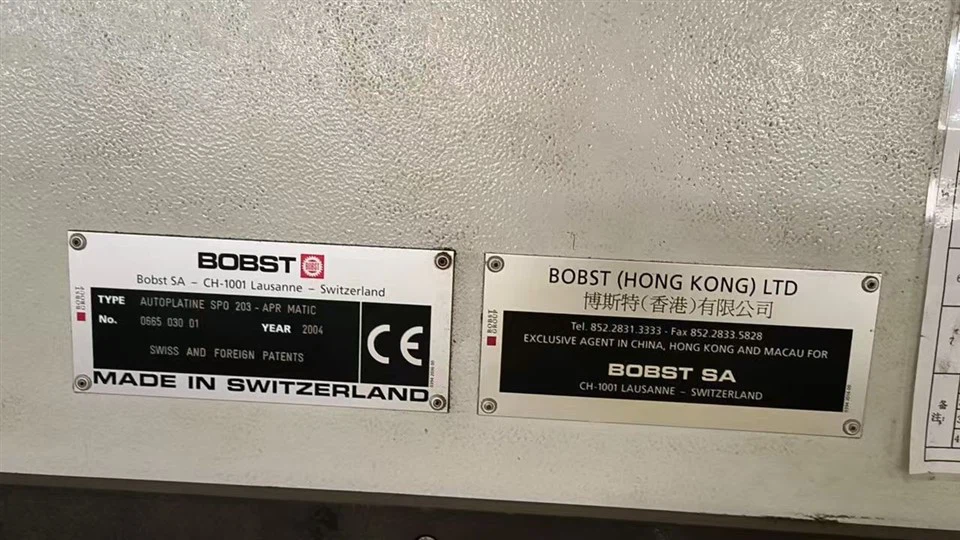 BOBST
Bobst SA – CH-1001 Lausanne – Switzerland
TYPE AUTOPLATINE SPO 203 - APR MATIC
No. 0665 030 01 YEAR 2004
SWISS AND FOREIGN PATENTS
CE
MADE IN SWITZERLAND
BOBST (HONG KONG) LTD
博斯特(香港)有限公司
Tel. 852.2831.3333 - Fax 852.2833.5828
EXCLUSIVE AGENT IN CHINA, HONG KONG AND MACAU FOR
BOBST SA
CH-1001 LAUSANNE – SWITZERLAND
备注: